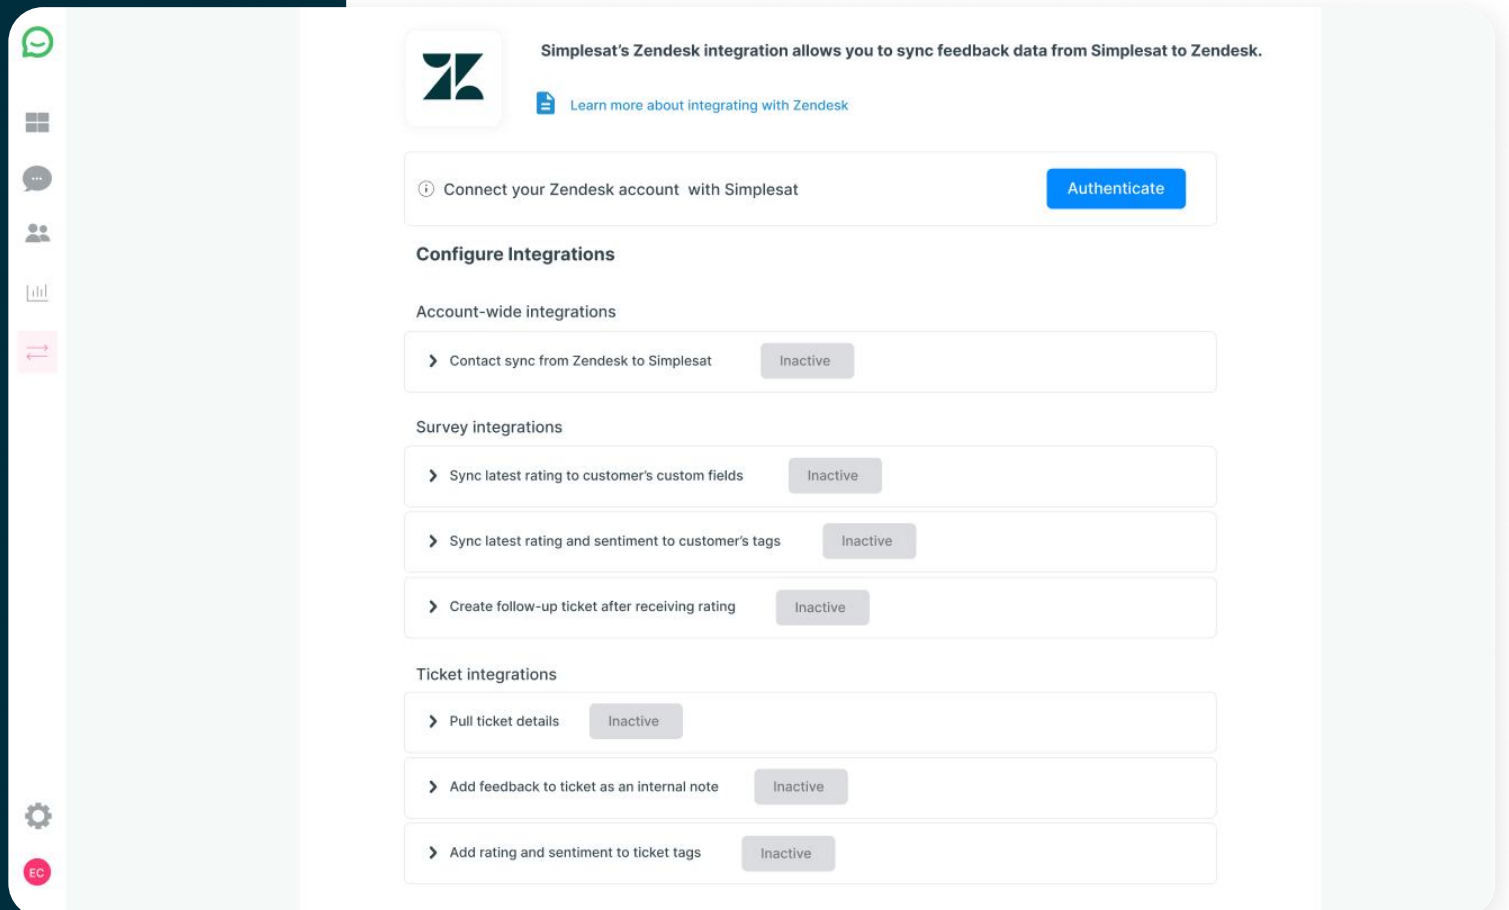 Simplesat’s Zendesk integration allows you to sync feedback data from Simplesat to Zendesk.
Learn more about integrating with Zendesk
Connect your Zendesk account with Simplesat
Authenticate
Configure Integrations
Account-wide integrations
Contact sync from Zendesk to Simplesat
Inactive
Survey integrations
Sync latest rating to customer’s custom fields
Inactive
Sync latest rating and sentiment to customer’s tags
Inactive
Create follow-up ticket after receiving rating
Inactive
Ticket integrations
Pull ticket details
Inactive
Add feedback to ticket as an internal note
Inactive
Add rating and sentiment to ticket tags
Inactive
EC